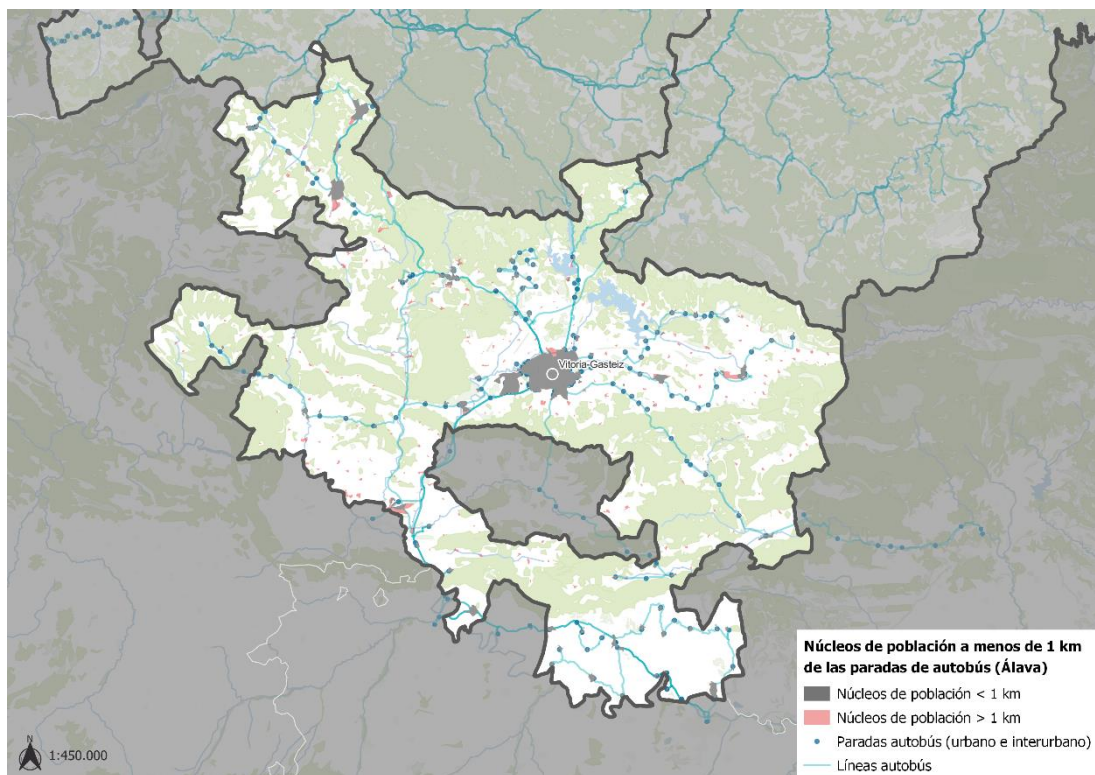 Vitoria-Gasteiz
Núcleos de población a menos de 1 km
de las paradas de autobús (Álava)
Núcleos de población < 1 km
Núcleos de población > 1 km
Paradas autobús (urbano e interurbano)
Líneas autobús
N
1:450.000